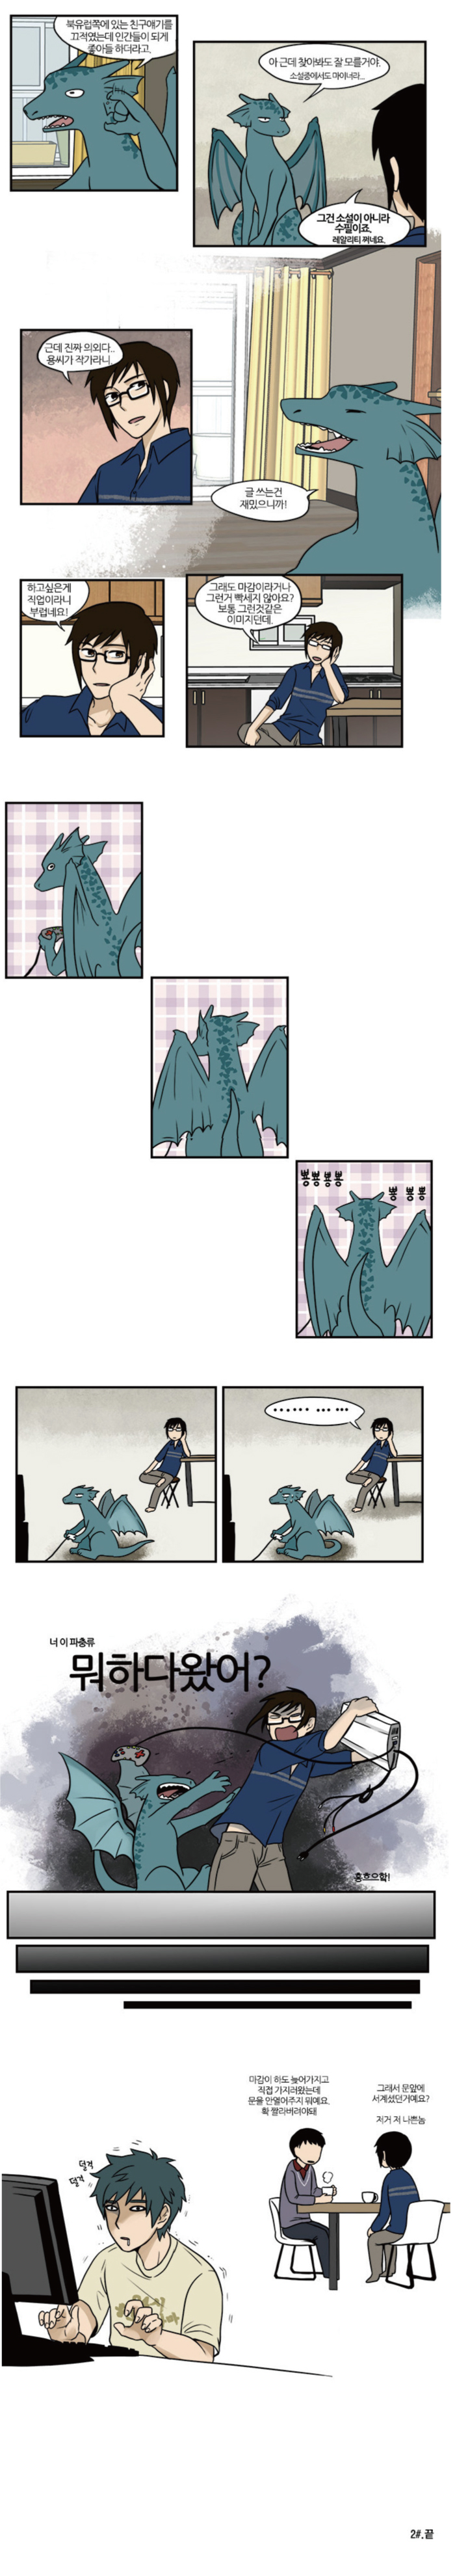 북유럽쪽에 있는 친구얘기를
끄적였는데 인간들이 되게
좋아들 하더라고.
아 근데 찾아봐도 잘 모를거야.
소설중에서도 마이너라...
그건 소설이 아니라
수필이죠.
레알리티 쩌네요.
근데 진짜 의외다..
용씨가 작가라니..
글 쓰는건
재밌으니까!
하고싶은게
직업이라니
부럽네요!
그래도 마감이라거나
그런거 빡세지 않아요?
보통 그런것같은
이미지던데.
뿅뿅 뿅뿅
뿅 뿅뿅
...... ... ...
너 이 파충류
뭐하다왔어?
흥흐으학!
마감이 하도 늦어가지고
직접 가지러왔는데
문을 안열어주지 뭐예요.
확 짤라버려야돼
그래서 문앞에
서계셨던거예요?
저거 저 나쁜놈
덜걱
덜걱
2#.끝